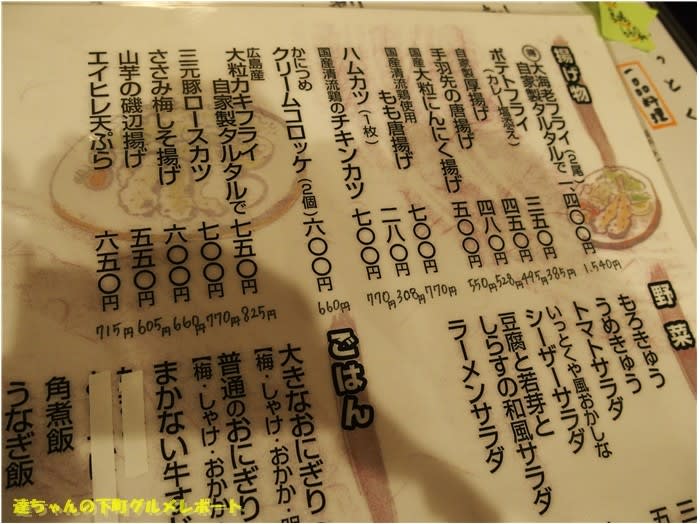 揚げ物
大海老フライ(2尾)
自家製タルタルで 一、四〇〇円 1.540円
ポテトフライ
(カレー塩添え) 三五〇円 385円
自家製厚揚げ 四五〇円 495円
手羽先の唐揚げ 四八〇円 528円
国産大粒にんにく揚げ 五〇〇円 550円
国産清流鶏使用
もも唐揚げ 七〇〇円 770円
ハムカツ(1枚) 二八〇円 308円
国産清流鶏のチキンカツ 七〇〇円 770円
かにつめ
クリームコロッケ(2個) 六〇〇円 660円
広島産
大粒カキフライ
自家製タルタルで 七五〇円 825円
三元豚ロースカツ 七〇〇円 770円
ささみ梅しそ揚げ 六〇〇円 660円
山芋の磯辺揚げ 五五〇円 605円
エイヒレ天ぷら 六五〇円 715円
野菜
もろきゅう
うめきゅう
トマトサラダ
いっとくや風おかしな
シーザーサラダ
豆腐と若芽と
しらすの和風サラダ
ラーメンサラダ
ごはん
大きなおにぎり
【梅・しゃけ・おかか・明
普通のおにぎり
【梅・しゃけ・おかか
まかない牛す
角煮飯
うなぎ飯
一品料理
っとく
達ちゃんの下町グルメレポート